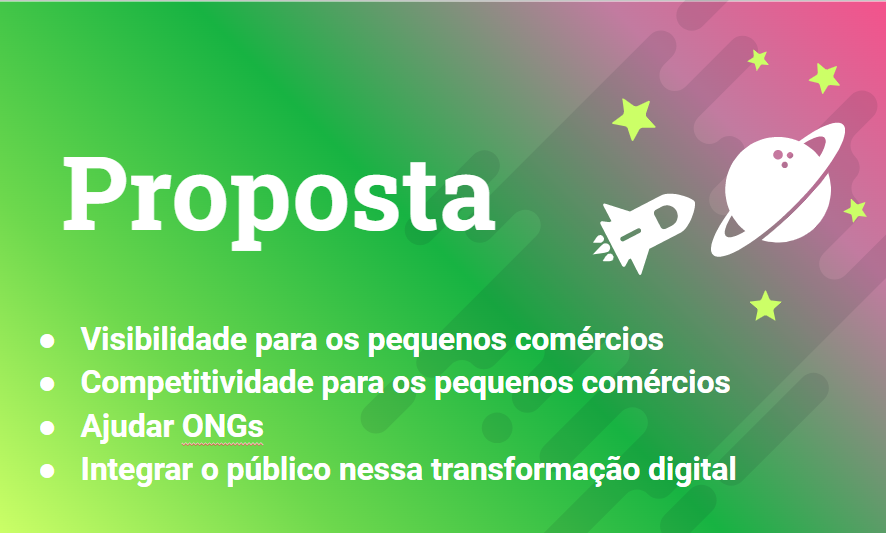 Proposta
● Visibilidade para os pequenos comércios
● Competitividade para os pequenos comércios
● Ajudar ONGs
● Integrar o público nessa transformação digital